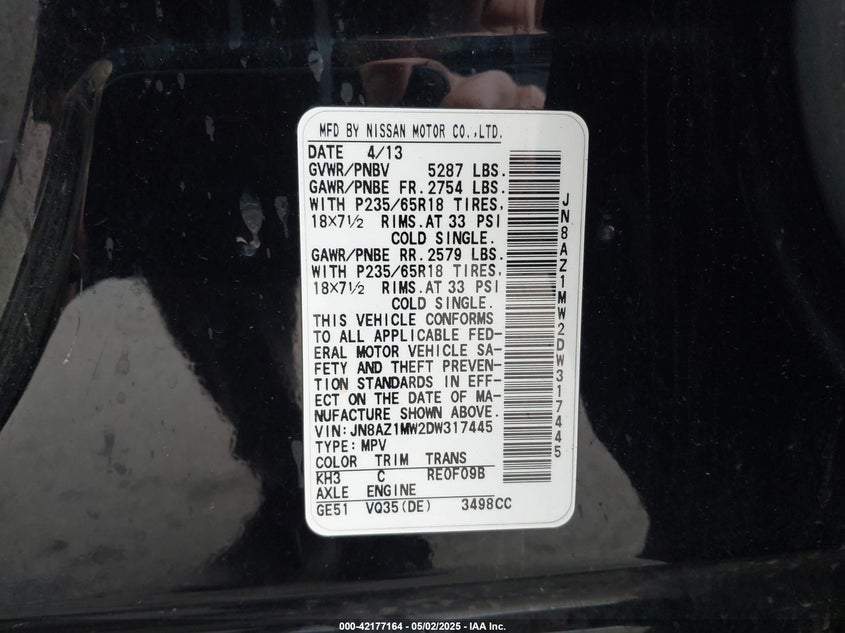 MFD BY NISSAN MOTOR CO.,LTD.
DATE 4/13
GVWR/PNBV 5287 LBS.
GAWR/PNBE FR. 2754 LBS.
WITH P235/65R18 TIRES,
18X7½ RIMS. AT 33 PSI
COLD SINGLE.
GAWR/PNBE RR. 2579 LBS.
WITH P235/65R18 TIRES,
18X7½ RIMS. AT 33 PSI
COLD SINGLE.
THIS VEHICLE CONFORMS
TO ALL APPLICABLE FED-
ERAL MOTOR VEHICLE SA-
FETY AND THEFT PREVEN-
TION STANDARDS IN EFF-
ECT ON THE DATE OF MA-
NUFACTURE SHOWN ABOVE.
VIN:JN8AZ1MW2DW317445
TYPE:MPV
COLOR TRIM TRANS
KH3 C RE0F09B
AXLE ENGINE
GE51 VQ35(DE) 3498CC
JN8AZ1MW2DW317445
000-42177164 - 05/02/2025 - IAA Inc.